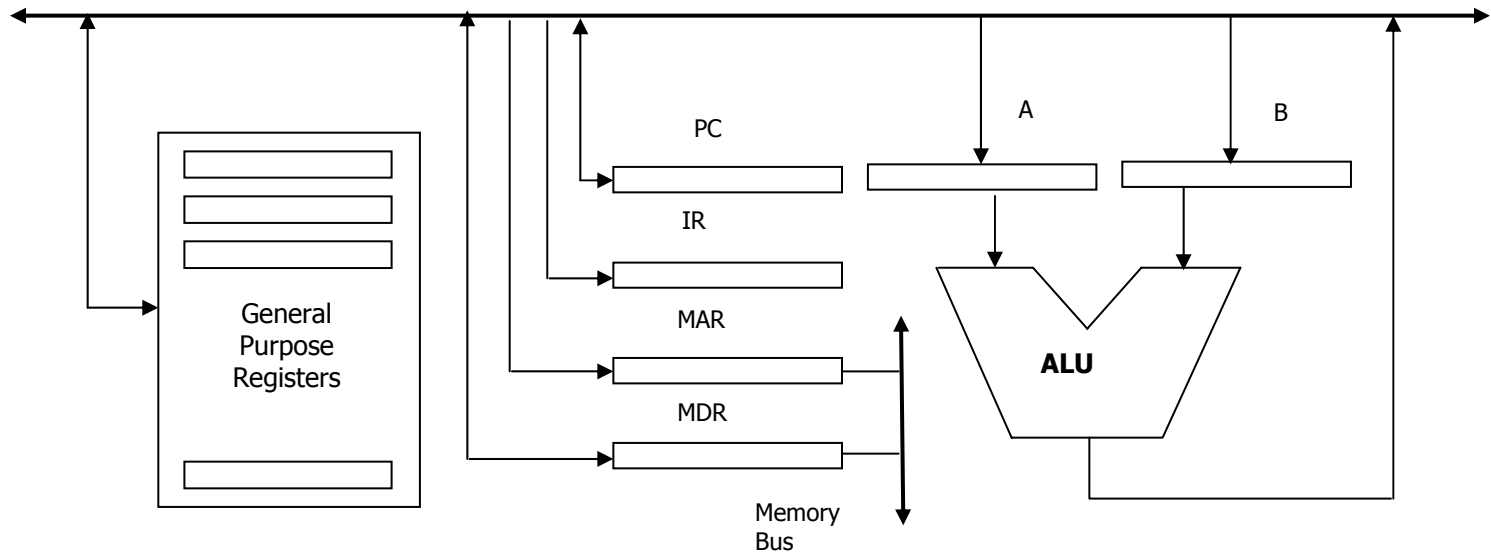 A
B
PC
IR
General
Purpose
Registers
MAR
ALU
MDR
Memory
Bus